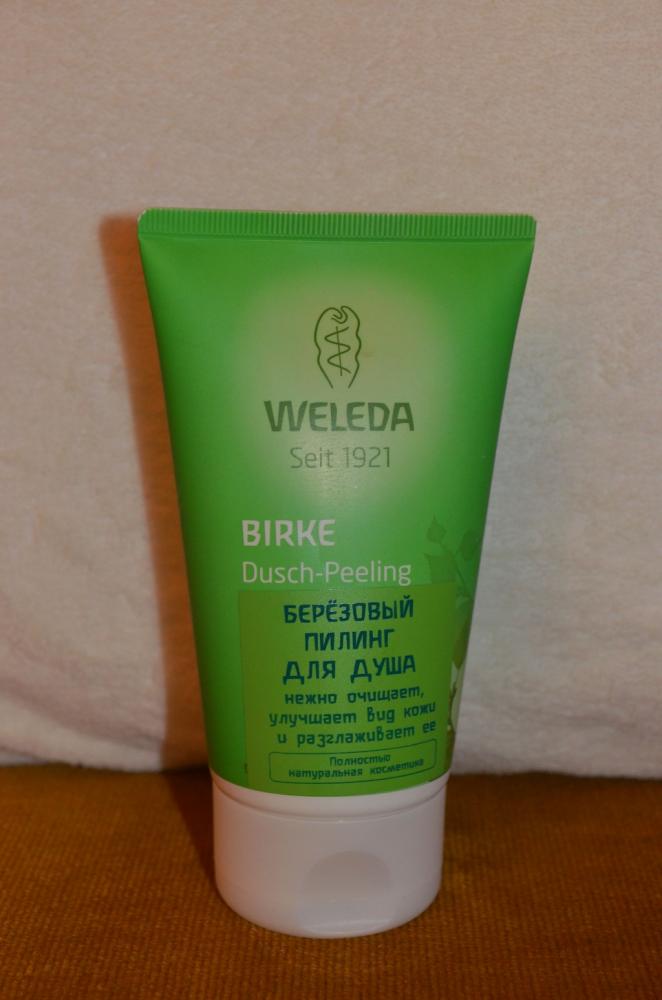 WELEDA
Seit 1921
BIRKE
Dusch-Peeling
БЕРЁЗОВЫЙ
ПИЛИНГ
ДЛЯ ДУША
нежно очищает,
улучшает вид кожи
и разглаживает ее
Полностью
натуральная косметика